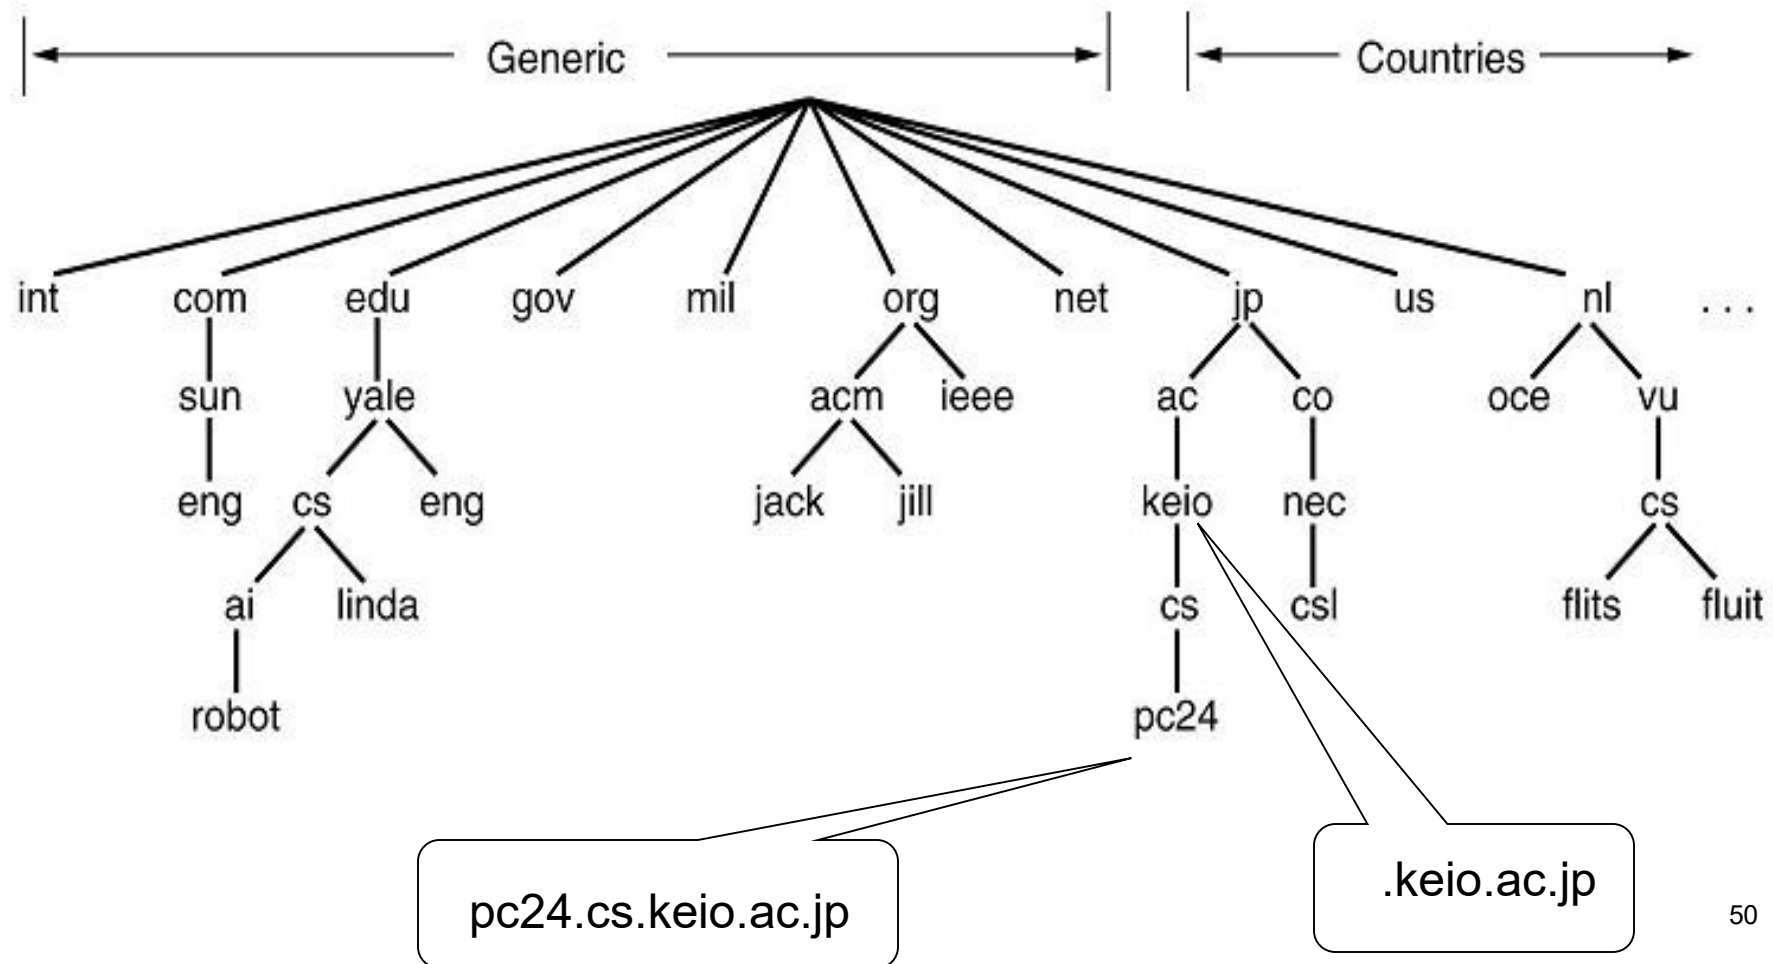 Generic Countries
int com edu gov mil org net jp us nl . . .
sun yale acm ieee ac co oce vu
eng cs eng jack jill keio nec cs
ai linda cs csl flits fluit
robot pc24
.keio.ac.jp
pc24.cs.keio.ac.jp
50